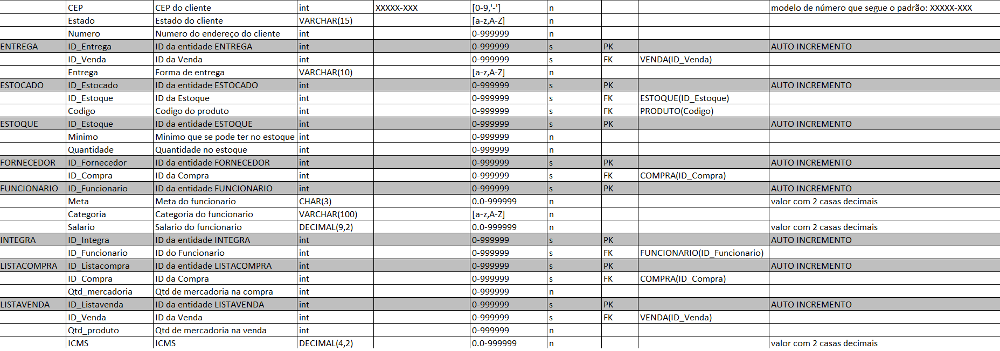 CEP CEP do cliente int XXXXX-XXX [0-9,'-'] n modelo de número que segue o padrão: XXXXX-XXX
Estado Estado do cliente VARCHAR(15) [a-z,A-Z] n
Numero Numero do endereço do cliente int 0-999999 n
ENTREGA ID_Entrega ID da entidade ENTREGA int 0-999999 s PK AUTO INCREMENTO
ID_Venda ID da Venda int 0-999999 s FK VENDA(ID_Venda)
Entrega Forma de entrega VARCHAR(10) [a-z,A-Z] n
ESTOCADO ID_Estocado ID da entidade ESTOCADO int 0-999999 s PK AUTO INCREMENTO
ID_Estoque ID da Estoque int 0-999999 s FK ESTOQUE(ID_Estoque)
Codigo Codigo do produto int 0-999999 s FK PRODUTO(Codigo)
ESTOQUE ID_Estoque ID da entidade ESTOQUE int 0-999999 s PK AUTO INCREMENTO
Minimo Minimo que se pode ter no estoque int 0-999999 n
Quantidade Quantidade no estoque int 0-999999 n
FORNECEDOR ID_Fornecedor ID da entidade FORNECEDOR int 0-999999 s PK AUTO INCREMENTO
ID_Compra ID da Compra int 0-999999 s FK COMPRA(ID_Compra)
FUNCIONARIO ID_Funcionario ID da entidade FUNCIONARIO int 0-999999 s PK AUTO INCREMENTO
Meta Meta do funcionario CHAR(3) 0.0-999999 n valor com 2 casas decimais
Categoria Categoria do funcionario VARCHAR(100) [a-z,A-Z] n
Salario Salario do funcionario DECIMAL(9,2) 0.0-999999 n valor com 2 casas decimais
INTEGRA ID_Integra ID da entidade INTEGRA int 0-999999 s PK AUTO INCREMENTO
ID_Funcionario ID do Funcionario int 0-999999 s FK FUNCIONARIO(ID_Funcionario)
LISTACOMPRA ID_Listacompra ID da entidade LISTACOMPRA int 0-999999 s PK AUTO INCREMENTO
ID_Compra ID da Compra int 0-999999 s FK COMPRA(ID_Compra)
Qtd_mercadoria Qtd de mercadoria na compra int 0-999999 n
LISTAVENDA ID_Listavenda ID da entidade LISTAVENDA int 0-999999 s PK AUTO INCREMENTO
ID_Venda ID da Venda int 0-999999 s FK VENDA(ID_Venda)
Qtd_produto Qtd de mercadoria na venda int 0-999999 n
ICMS ICMS DECIMAL(4,2) 0.0-999999 n valor com 2 casas decimais